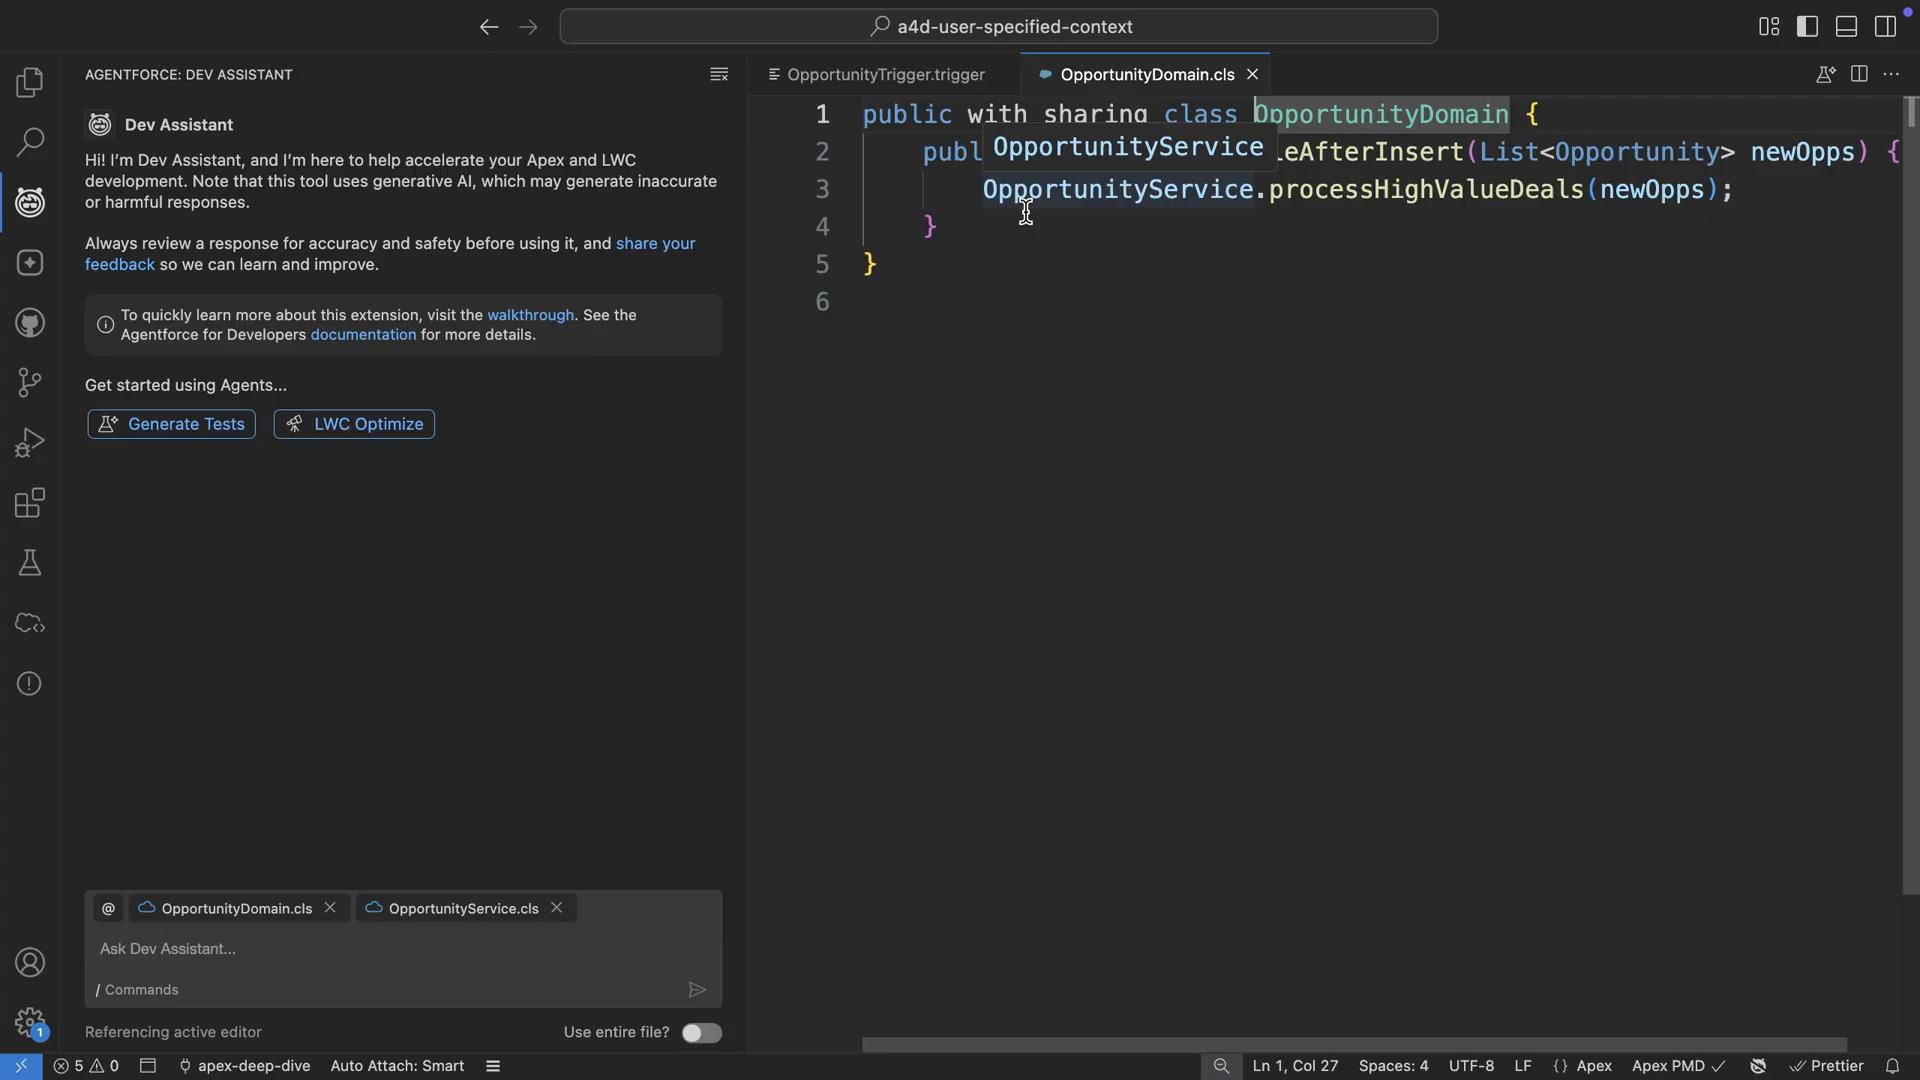 a4d-user-specified-context
AGENTFORCE: DEV ASSISTANT
Dev Assistant
Hi! I'm Dev Assistant, and I'm here to help accelerate your Apex and LWC
development. Note that this tool uses generative AI, which may generate inaccurate
or harmful responses.
Always review a response for accuracy and safety before using it, and share your
feedback so we can learn and improve.
To quickly learn more about this extension, visit the walkthrough. See the
Agentforce for Developers documentation for more details.
Get started using Agents...
Generate Tests
LWC Optimize
@ OpportunityDomain.cls OpportunityService.cls
Ask Dev Assistant...
/ Commands
Referencing active editor
Use entire file?
OpportunityTrigger.trigger
OpportunityDomain.cls
1 public with sharing class OpportunityDomain {
OpportunityService
2 publ eAfterInsert(List<Opportunity> newOpps) {
3 OpportunityService.processHighValueDeals(newOpps);
4 }
5 }
6
1
5 0 apex-deep-dive Auto Attach: Smart
Ln 1, Col 27 Spaces: 4 UTF-8 LF {} Apex Apex PMD Prettier